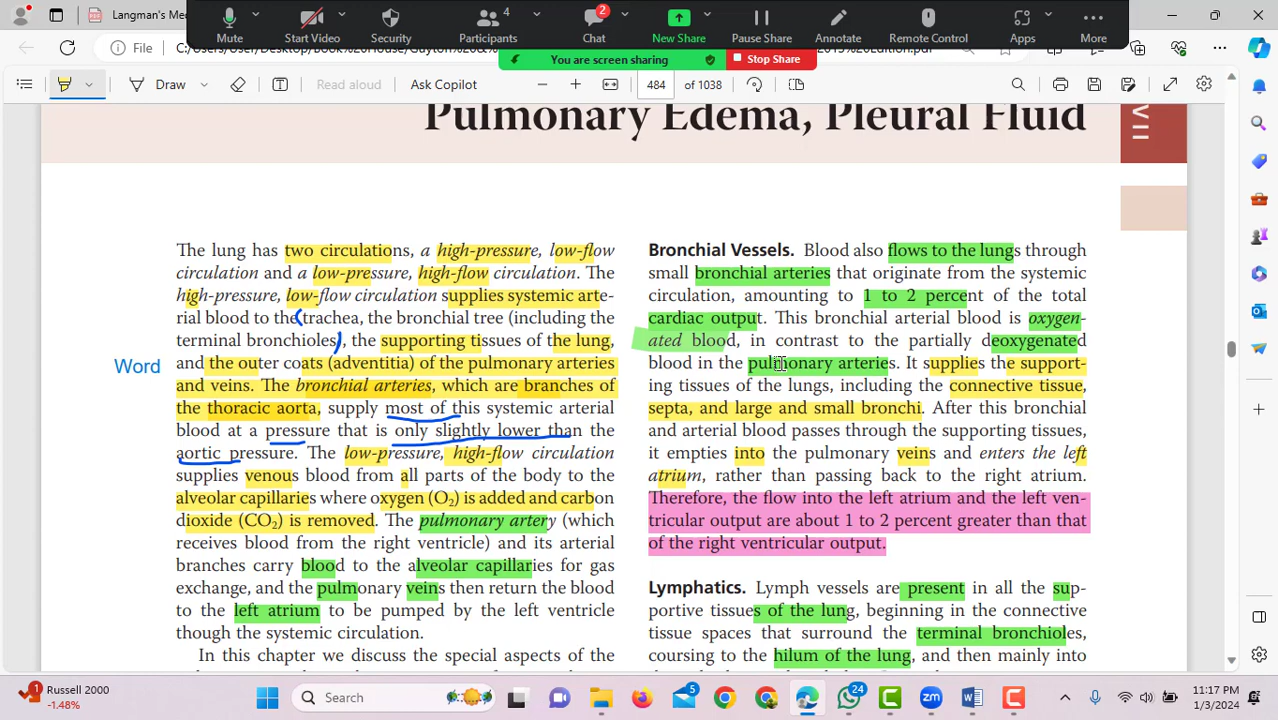 Langman's Me
4
2
Mute
Start Video
Security
Participants
Chat
New Share
Pause Share
Annotate
Remote Control
Apps
More
File
You are screen sharing
Stop Share
Draw
Read aloud
Ask Copilot
484
of 1038
Pulmonary Edema, Pleural Fluid
VII
The lung has two circulations, a high-pressure, low-flow
circulation and a low-pressure, high-flow circulation. The
high-pressure, low-flow circulation supplies systemic arte-
rial blood to the trachea, the bronchial tree (including the
terminal bronchioles), the supporting tissues of the lung,
and the outer coats (adventitia) of the pulmonary arteries
and veins. The bronchial arteries, which are branches of
the thoracic aorta, supply most of this systemic arterial
blood at a pressure that is only slightly lower than the
aortic pressure. The low-pressure, high-flow circulation
supplies venous blood from all parts of the body to the
alveolar capillaries where oxygen (O₂) is added and carbon
dioxide (CO₂) is removed. The pulmonary artery (which
receives blood from the right ventricle) and its arterial
branches carry blood to the alveolar capillaries for gas
exchange, and the pulmonary veins then return the blood
to the left atrium to be pumped by the left ventricle
though the systemic circulation.
In this chapter we discuss the special aspects of the
Word
Bronchial Vessels. Blood also flows to the lungs through
small bronchial arteries that originate from the systemic
circulation, amounting to 1 to 2 percent of the total
cardiac output. This bronchial arterial blood is oxygen-
ated blood, in contrast to the partially deoxygenated
blood in the pulmonary arteries. It supplies the support-
ing tissues of the lungs, including the connective tissue,
septa, and large and small bronchi. After this bronchial
and arterial blood passes through the supporting tissues,
it empties into the pulmonary veins and enters the left
atrium, rather than passing back to the right atrium.
Therefore, the flow into the left atrium and the left ven-
tricular output are about 1 to 2 percent greater than that
of the right ventricular output.
Lymphatics. Lymph vessels are present in all the sup-
portive tissues of the lung, beginning in the connective
tissue spaces that surround the terminal bronchioles,
coursing to the hilum of the lung, and then mainly into
1
Russell 2000
-1.48%
Search
5
24
zm
11:17 PM
1/3/2024